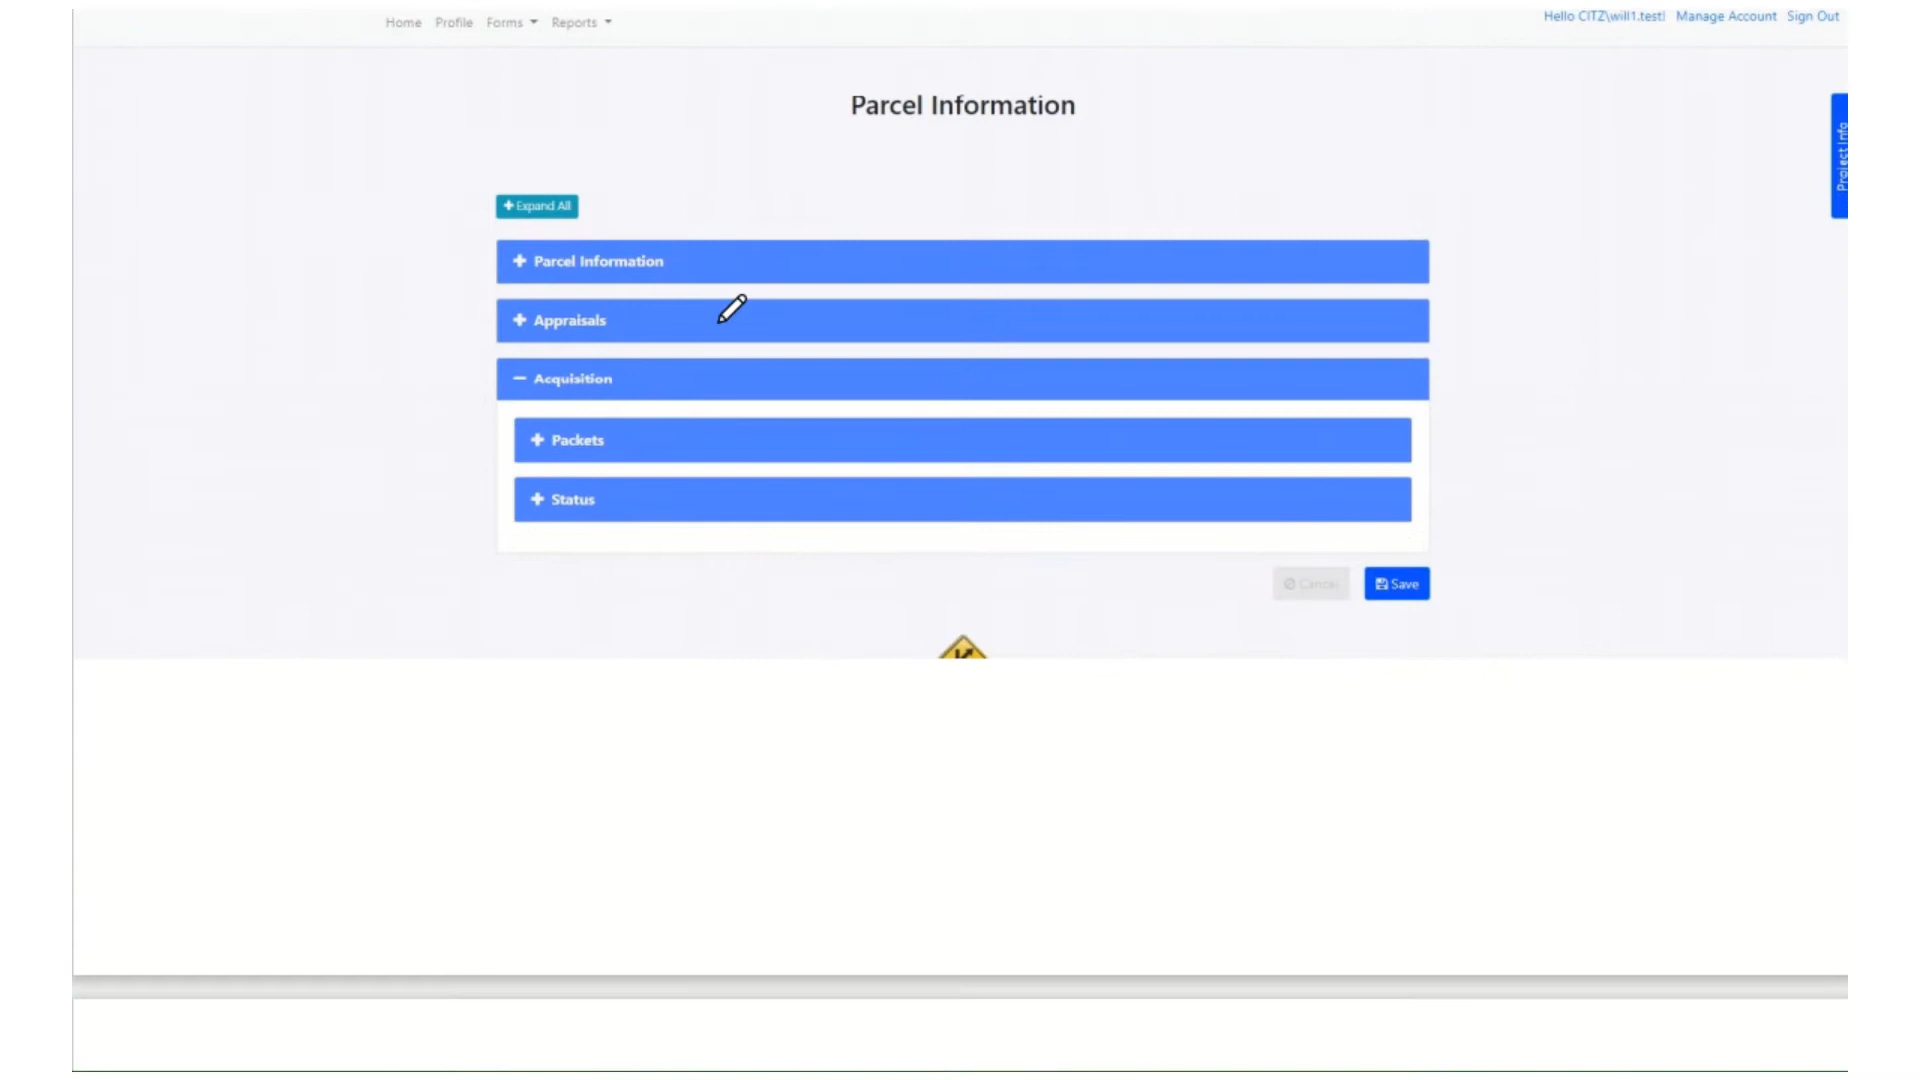 Home Profile Forms Reports
Hello CITZ\will1.test! Manage Account Sign Out
Parcel Information
Project Info
Expand All
Parcel Information
Appraisals
Acquisition
Packets
Status
Cancel Save